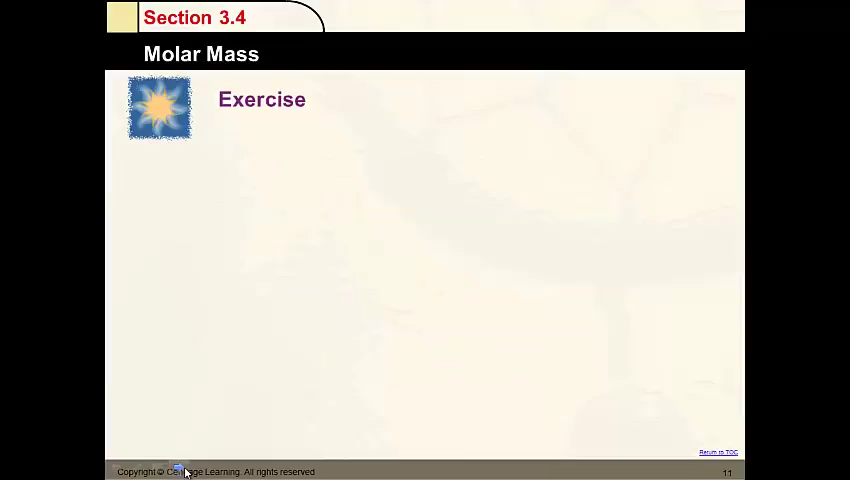 Section 3.4
Molar Mass
Exercise
Return to TOC
Copyright © Cengage Learning. All rights reserved
11